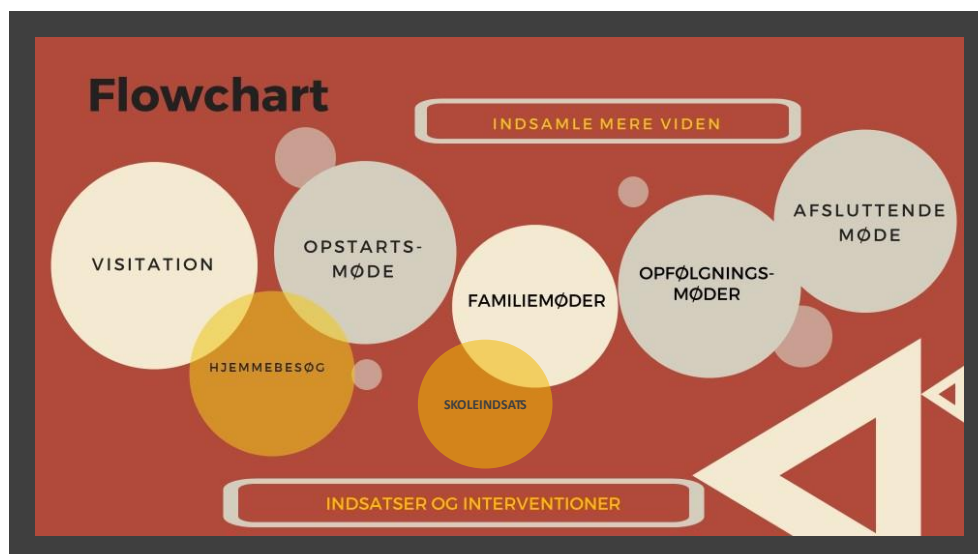 Flowchart
INDSAMLE MERE VIDEN
VISITATION
HJEMMEBESØG
OPSTARTS-
MØDE
FAMILIEMØDER
SKOLEINDSATS
OPFØLGNINGS-
MØDER
AFSLUTTENDE
MØDE
INDSATSER OG INTERVENTIONER